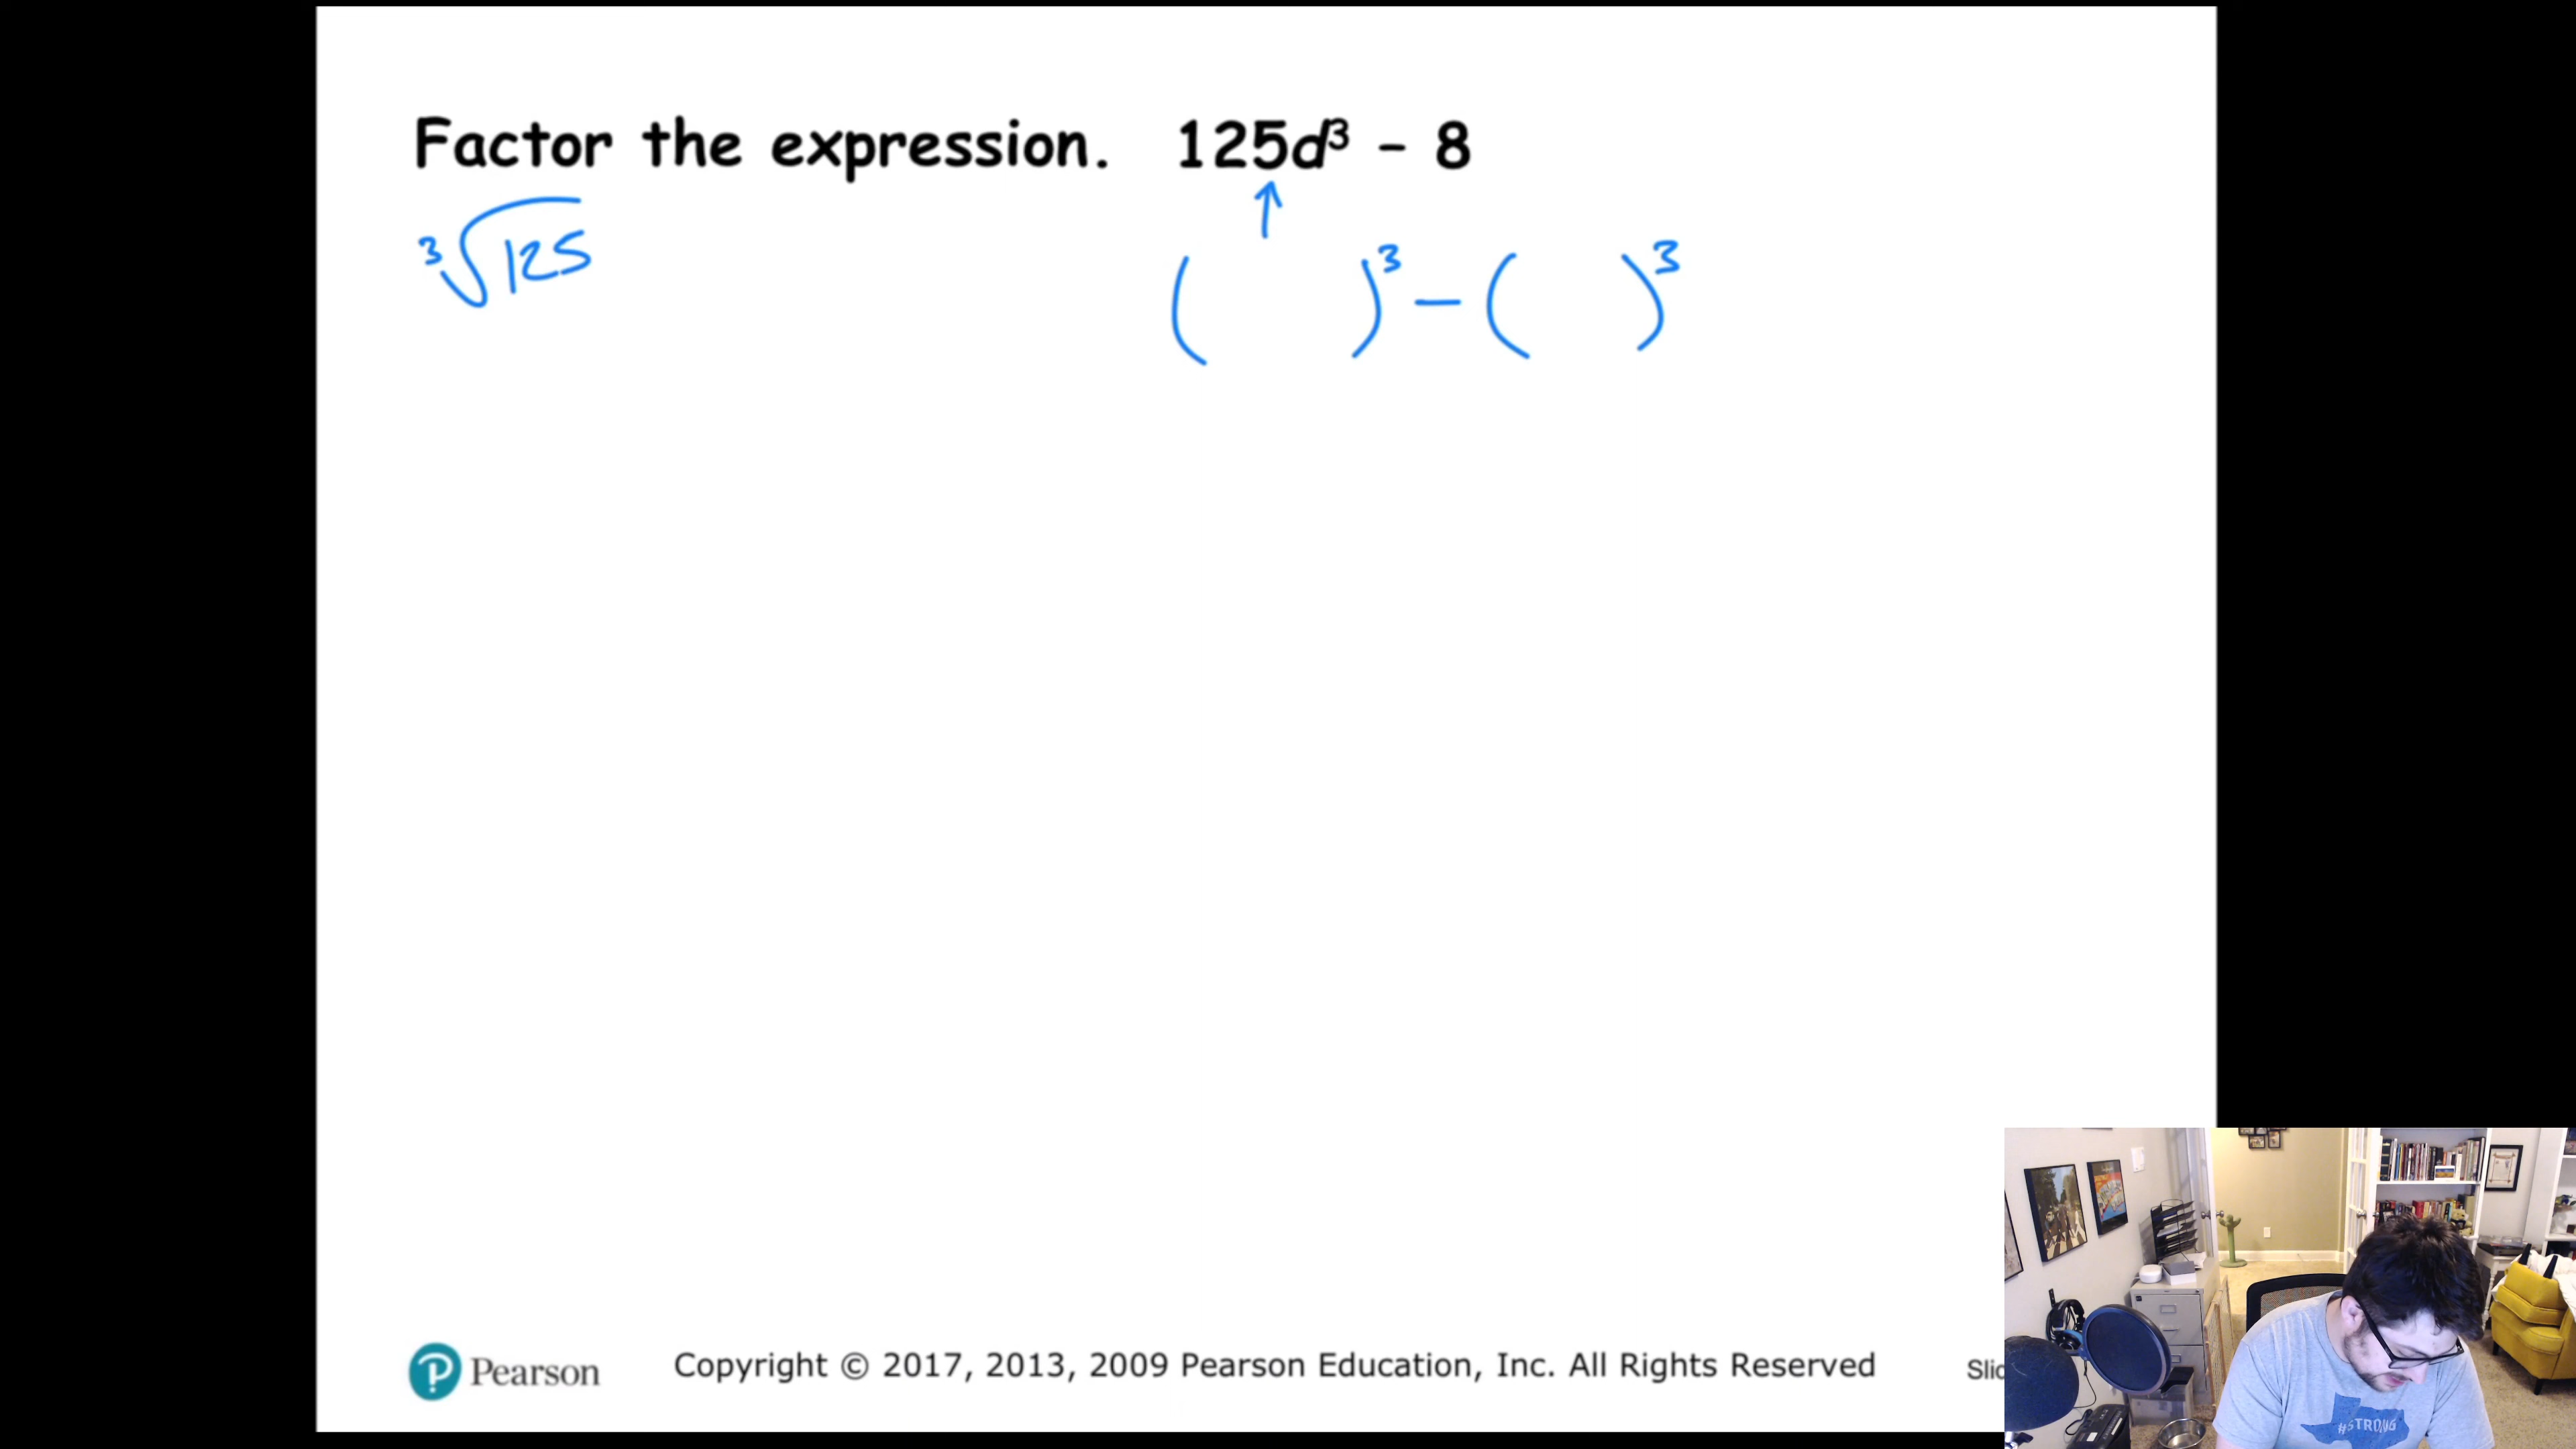 Factor the expression. 125d³ – 8
↑
³√125
(   )³ – (   )³
Pearson
Copyright © 2017, 2013, 2009 Pearson Education, Inc. All Rights Reserved
#STRONG